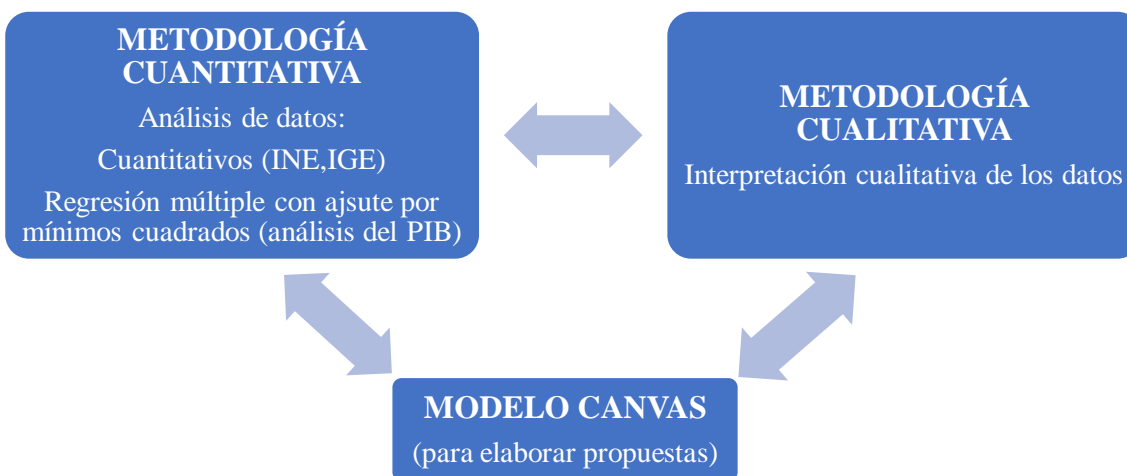 METODOLOGÍA
CUANTITATIVA
Análisis de datos:
Cuantitativos (INE,IGE)
Regresión múltiple con ajsute por
mínimos cuadrados (análisis del PIB)
METODOLOGÍA
CUALITATIVA
Interpretación cualitativa de los datos
MODELO CANVAS
(para elaborar propuestas)